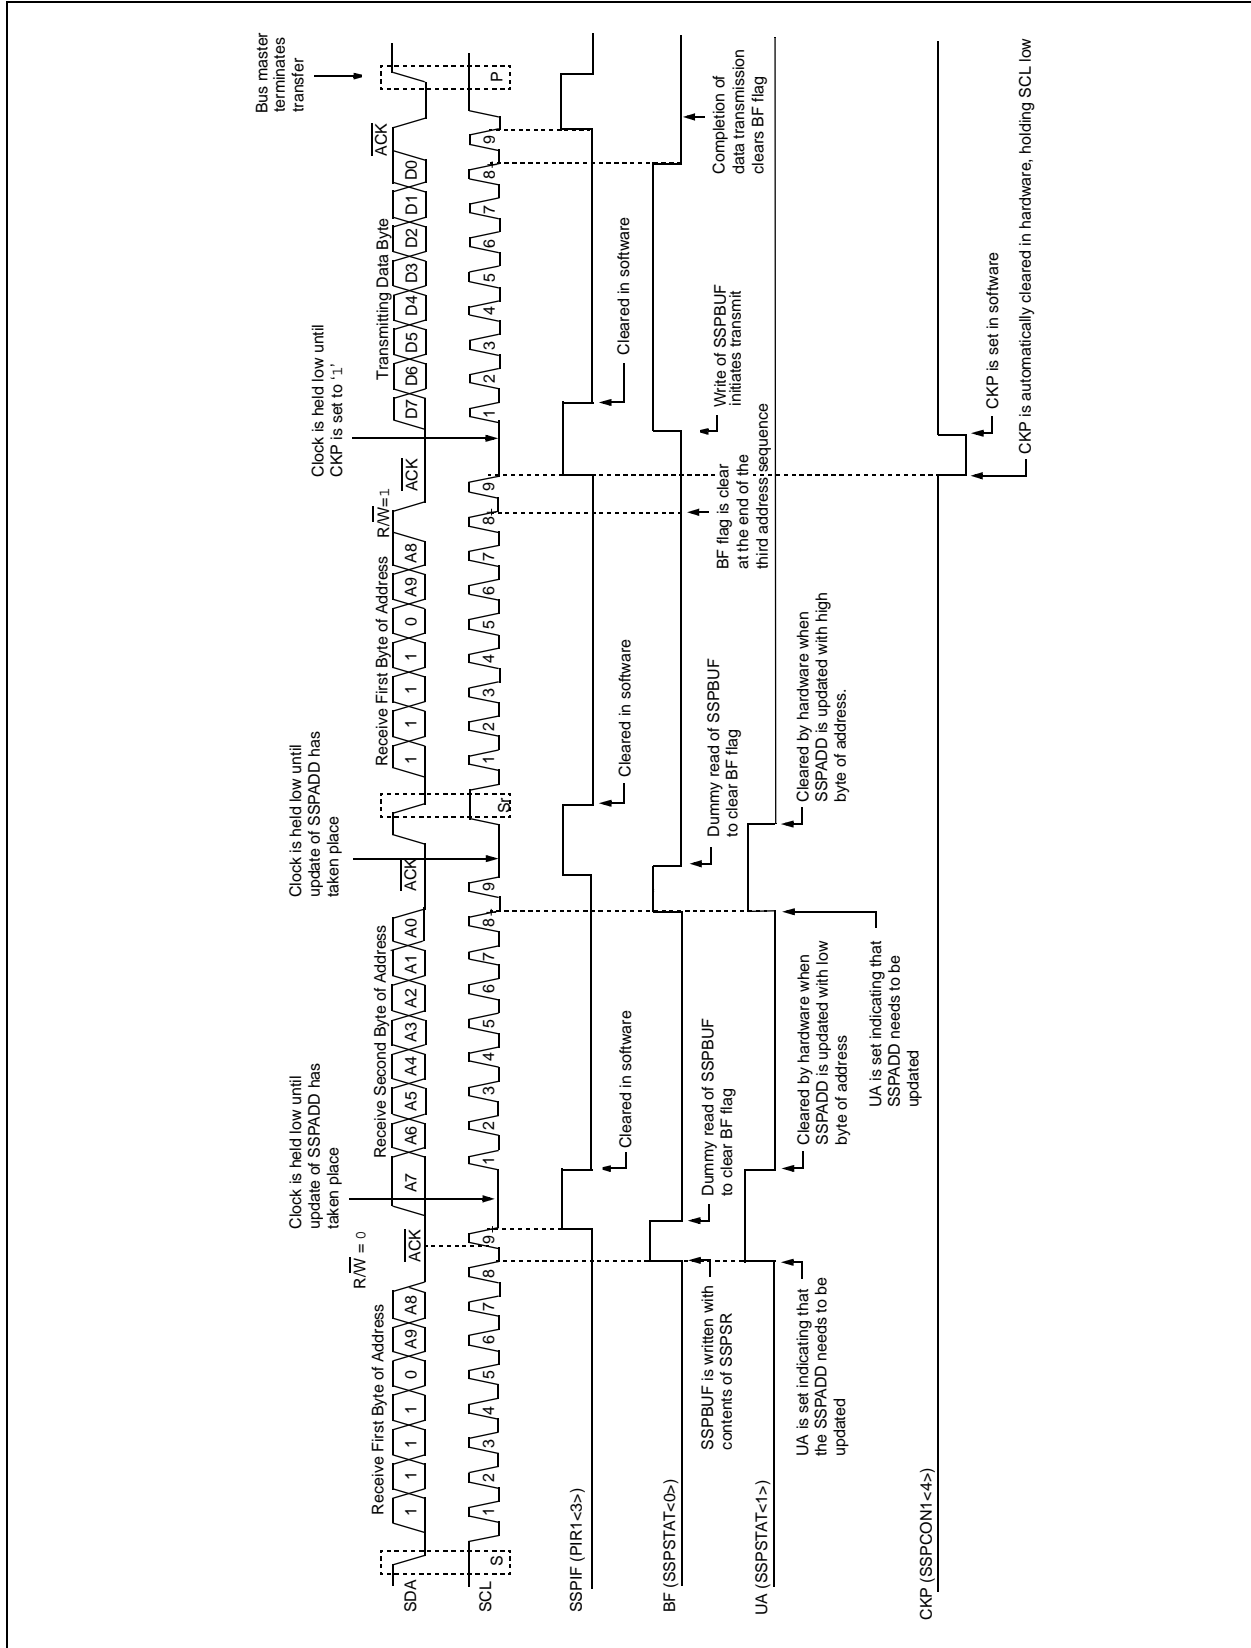 Bus master
terminates
transfer
Clock is held low until
CKP is set to ‘1’
Clock is held low until
update of SSPADD has
taken place
Clock is held low until
update of SSPADD has
taken place
R/W = 0
Receive First Byte of Address
ACK
Receive Second Byte of Address
ACK
Receive First Byte of Address
R/W=1
ACK
Transmitting Data Byte
ACK
SDA
1 1 1 1 0 A9 A8
A7 A6 A5 A4 A3 A2 A1 A0
1 1 1 1 0 A9 A8
D7 D6 D5 D4 D3 D2 D1 D0
SCL
S
1 2 3 4 5 6 7 8 9
1 2 3 4 5 6 7 8 9
Sr
1 2 3 4 5 6 7 8 9
1 2 3 4 5 6 7 8 9
P
SSPIF (PIR1<3>)
Cleared in software
Cleared in software
Cleared in software
BF (SSPSTAT<0>)
SSPBUF is written with
contents of SSPSR
Dummy read of SSPBUF
to clear BF flag
Dummy read of SSPBUF
to clear BF flag
BF flag is clear
at the end of the
third address sequence
Write of SSPBUF
initiates transmit
Completion of
data transmission
clears BF flag
UA (SSPSTAT<1>)
UA is set indicating that
the SSPADD needs to be
updated
Cleared by hardware when
SSPADD is updated with low
byte of address
UA is set indicating that
SSPADD needs to be
updated
Cleared by hardware when
SSPADD is updated with high
byte of address.
CKP (SSPCON1<4>)
CKP is set in software
CKP is automatically cleared in hardware, holding SCL low